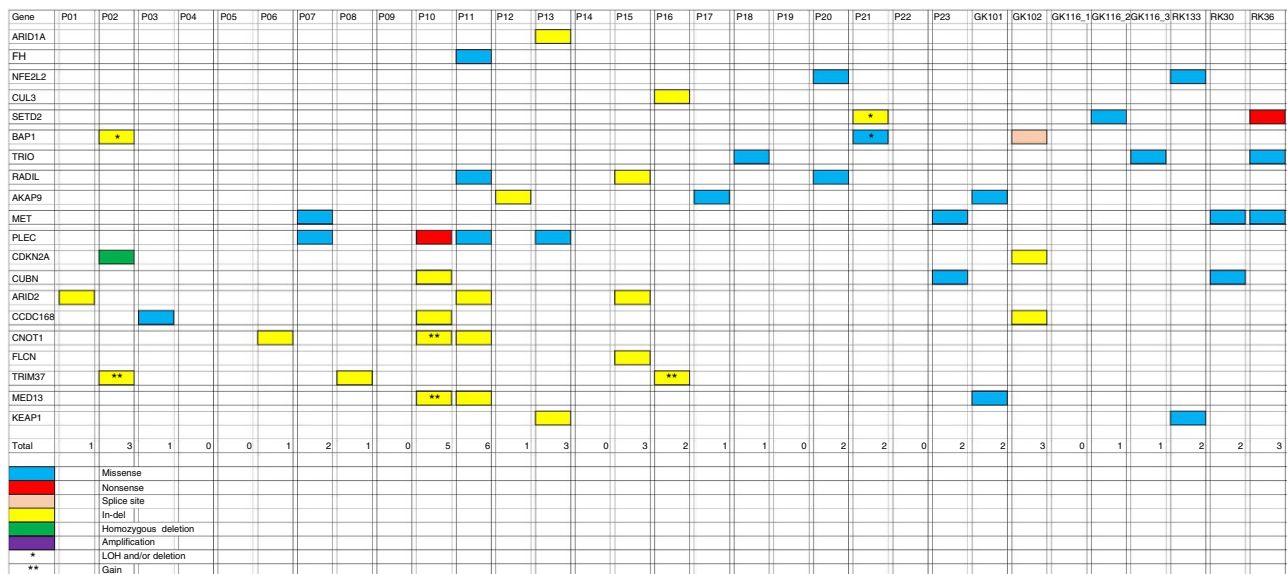 Gene P01 P02 P03 P04 P05 P06 P07 P08 P09 P10 P11 P12 P13 P14 P15 P16 P17 P18 P19 P20 P21 P22 P23 GK101 GK102 GK116_1 GK116_2 GK116_3 RK133 RK30 RK36
ARID1A
FH
NFE2L2
CUL3
SETD2 *
BAP1 * *
TRIO
RADIL
AKAP9
MET
PLEC
CDKN2A
CUBN
ARID2
CCDC168
CNOT1 **
FLCN
TRIM37 ** **
MED13 **
KEAP1
Total 1 3 1 0 0 1 2 1 0 5 6 1 3 0 3 2 1 1 0 2 2 0 2 2 3 0 1 1 2 2 3
Missense
Nonsense
Splice site
In-del
Homozygous deletion
Amplification
* LOH and/or deletion
** Gain